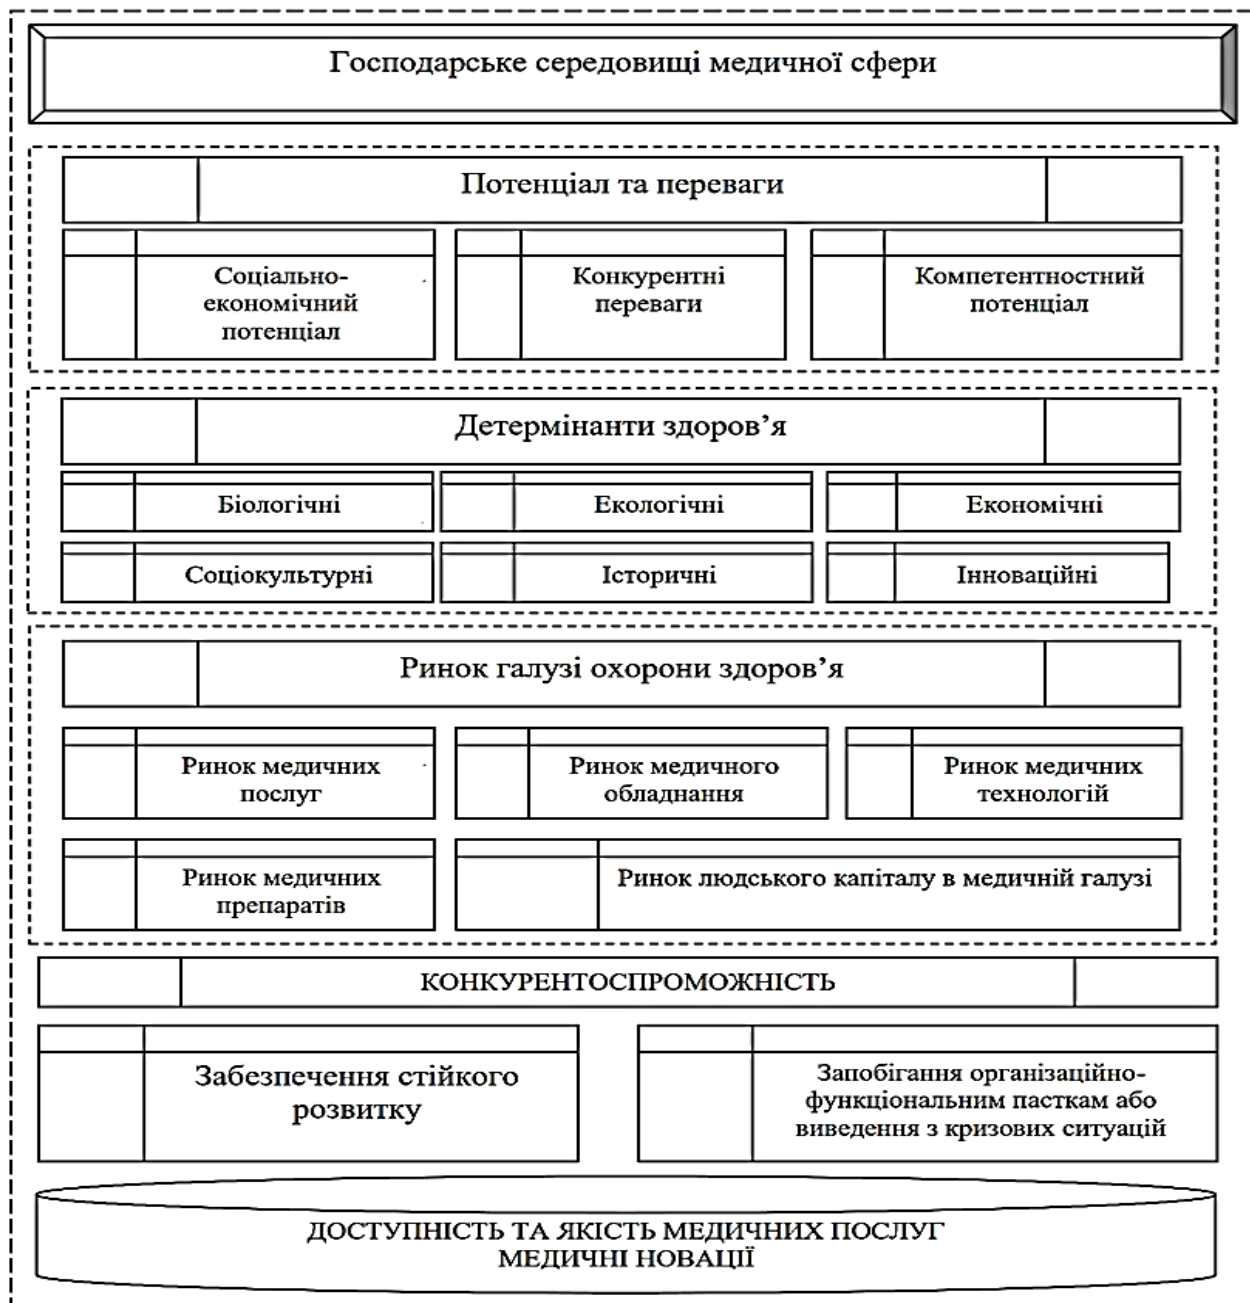 Господарське середовищі медичної сфери
Потенціал та переваги
Соціально-
економічний
потенціал
Конкурентні
переваги
Компетентностний
потенціал
Детермінанти здоров’я
Біологічні
Екологічні
Економічні
Соціокультурні
Історичні
Інноваційні
Ринок галузі охорони здоров’я
Ринок медичних
послуг
Ринок медичного
обладнання
Ринок медичних
технологій
Ринок медичних
препаратів
Ринок людського капіталу в медичній галузі
КОНКУРЕНТОСПРОМОЖНІСТЬ
Забезпечення стійкого
розвитку
Запобігання організаційно-
функціональним пасткам або
виведення з кризових ситуацій
ДОСТУПНІСТЬ ТА ЯКІСТЬ МЕДИЧНИХ ПОСЛУГ
МЕДИЧНІ НОВАЦІЇ